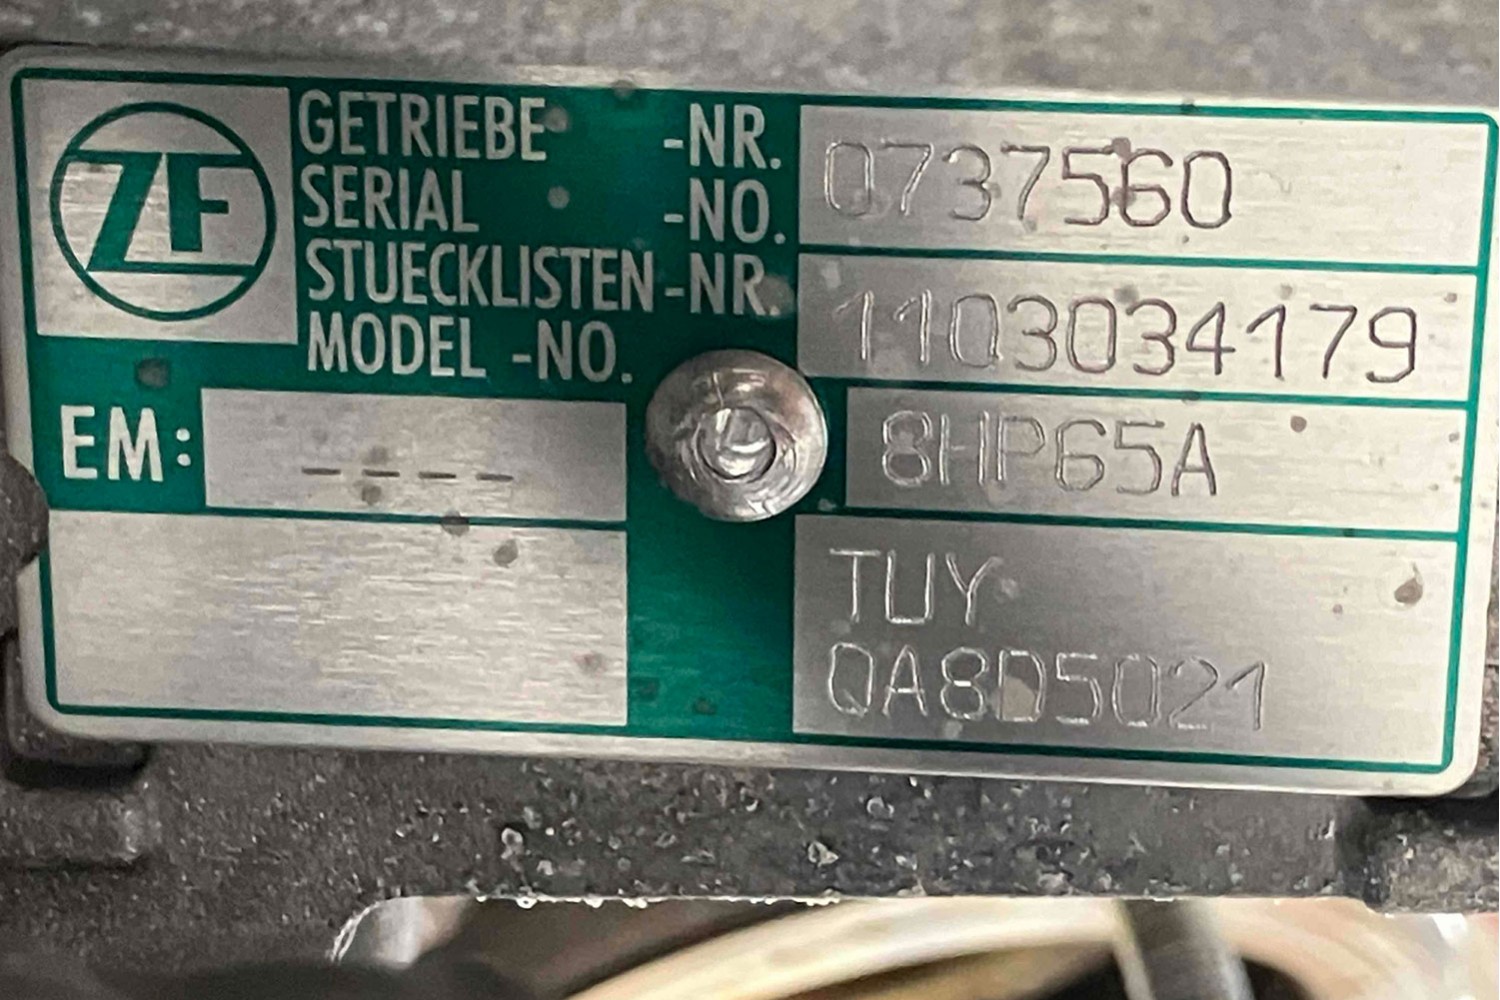 ZF
GETRIEBE -NR.
SERIAL -NO.
0737560
STUECKLISTEN-NR.
MODEL -NO.
1103034179
EM: ----
8HP65A
TUY
QA8D5021